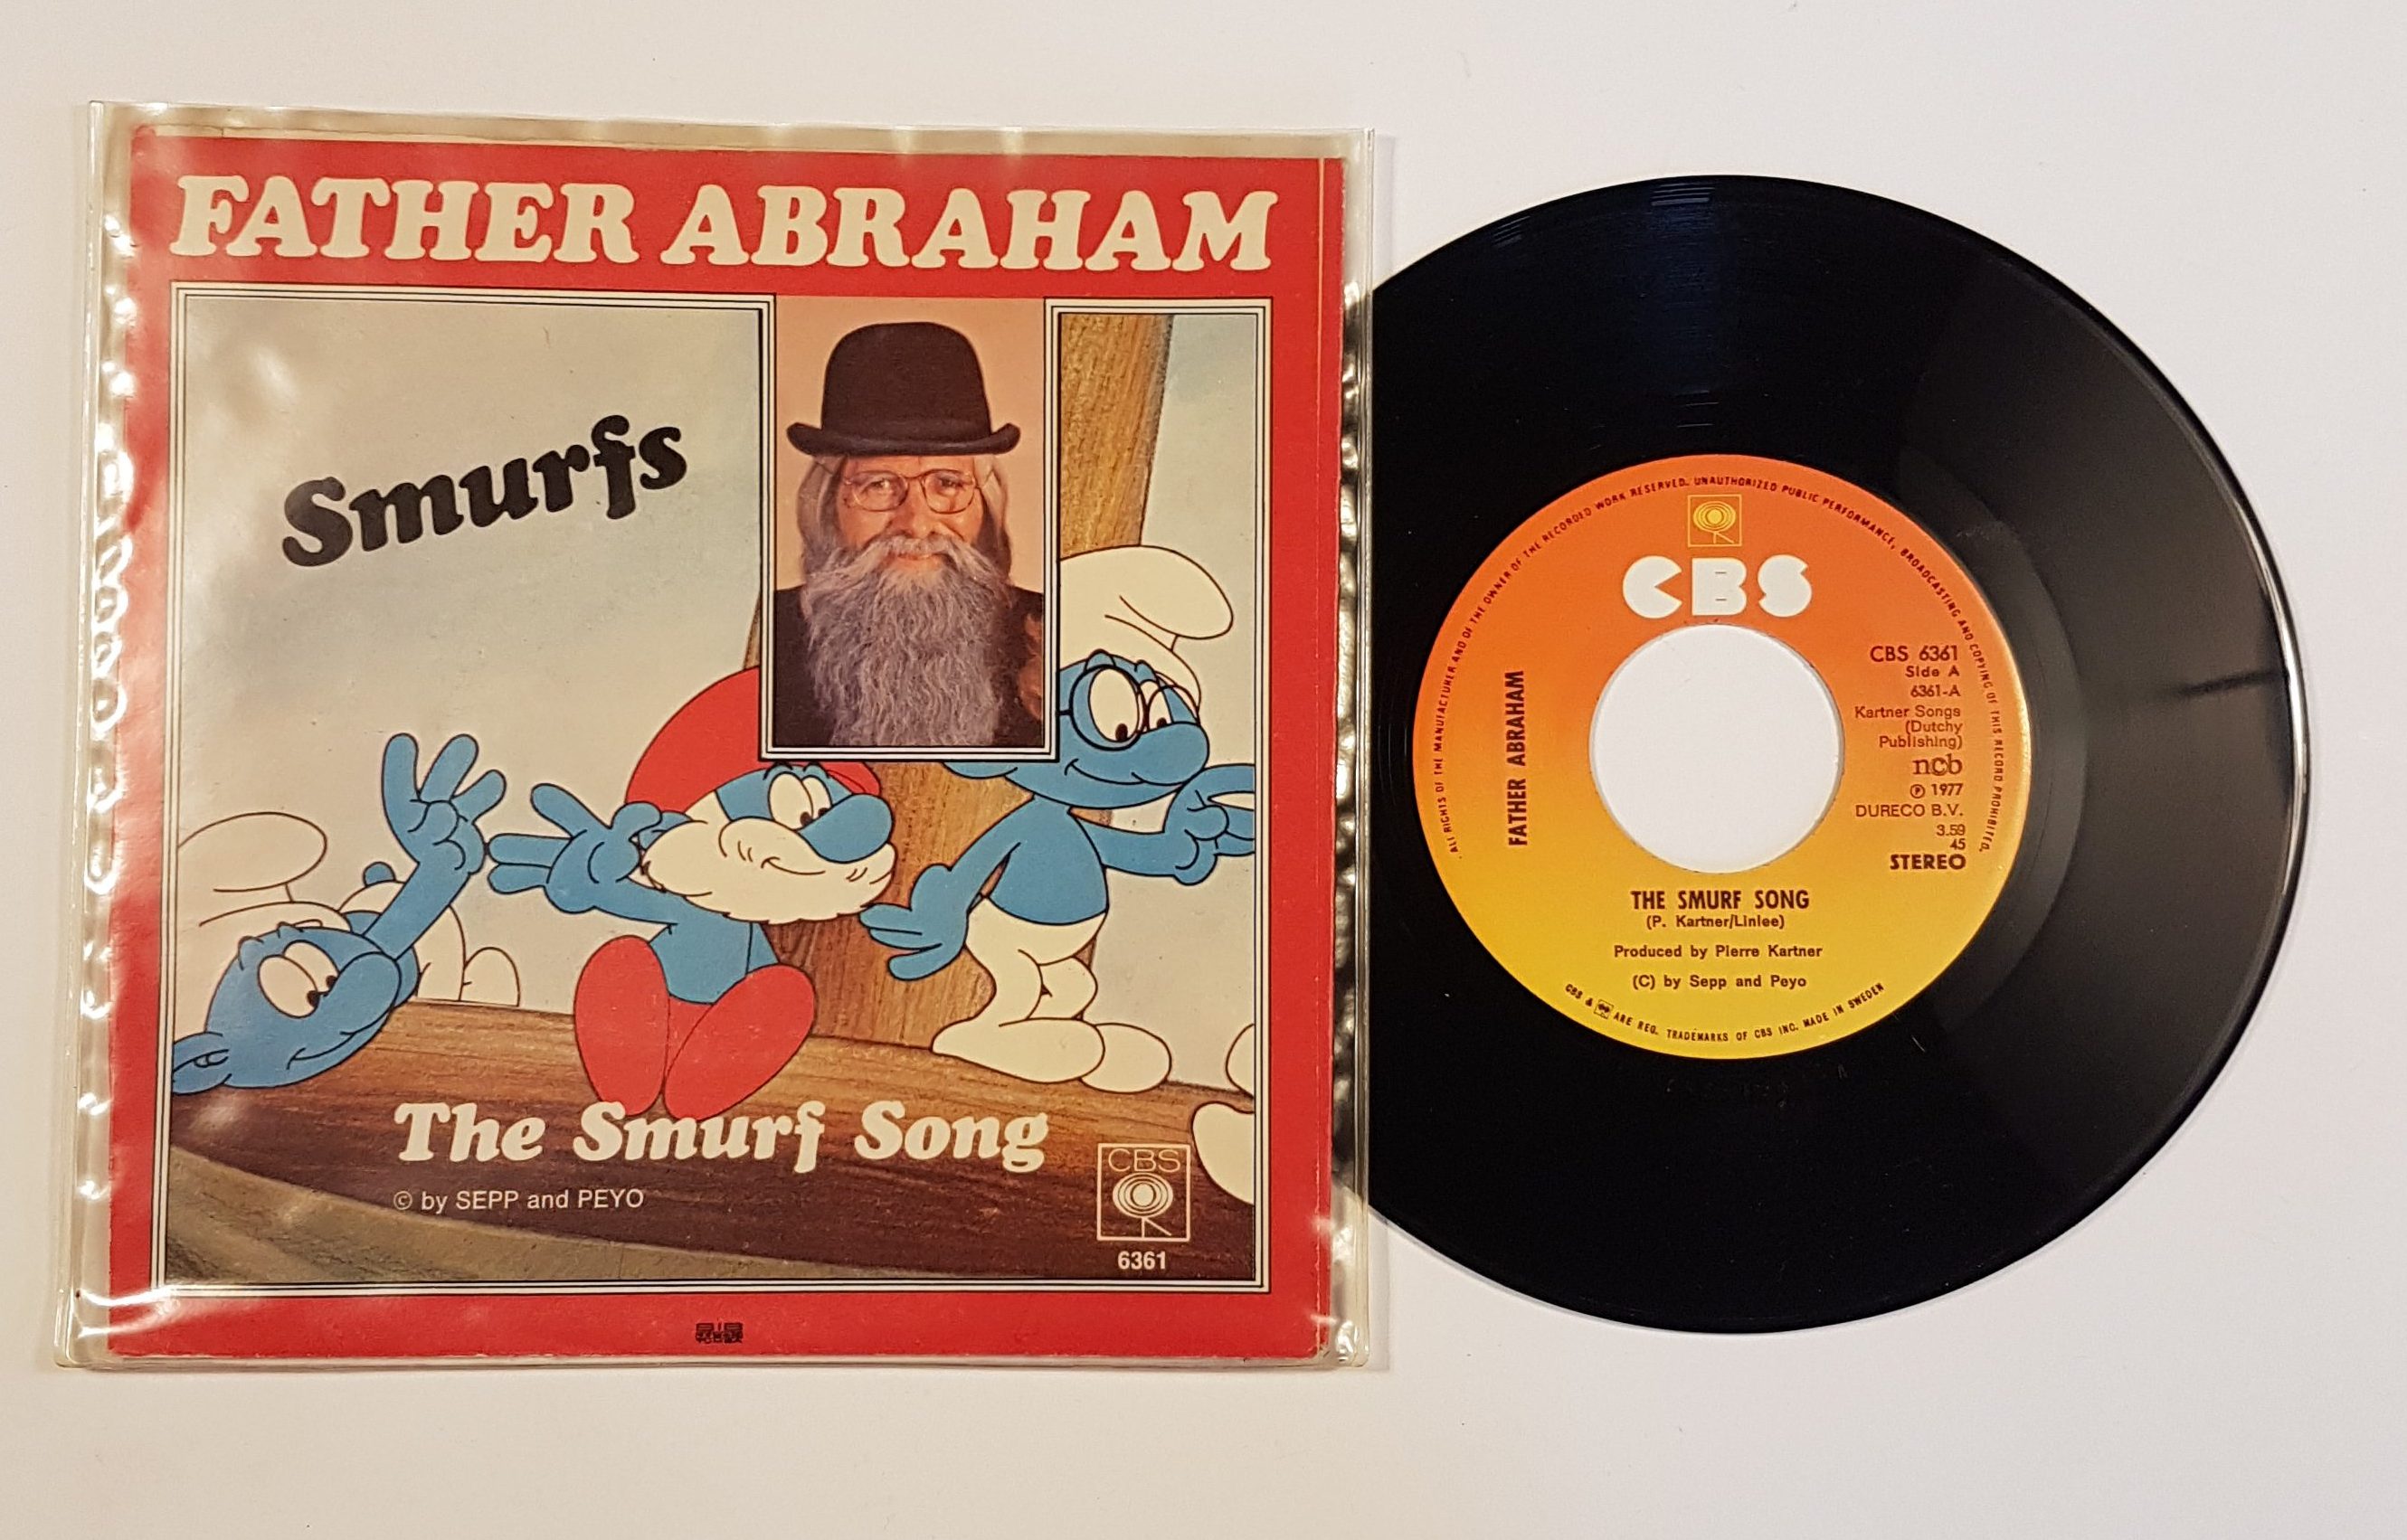 FATHER ABRAHAM
Smurfs
The Smurf Song
© by SEPP and PEYO
CBS
6361
ALL RIGHTS OF THE MANUFACTURER AND OF THE OWNER OF THE RECORDED WORK RESERVED. UNAUTHORIZED PUBLIC PERFORMANCE, BROADCASTING AND COPYING OF THIS RECORD PROHIBITED.
CBS
FATHER ABRAHAM
CBS 6361
Side A
6361-A
Kartner Songs
(Dutchy
Publishing)
ncb
℗ 1977
DURECO B.V.
3.59
45
STEREO
THE SMURF SONG
(P. Kartner/Linlee)
Produced by Pierre Kartner
(C) by Sepp and Peyo
CBS & ARE REG. TRADEMARKS OF CBS INC. MADE IN SWEDEN